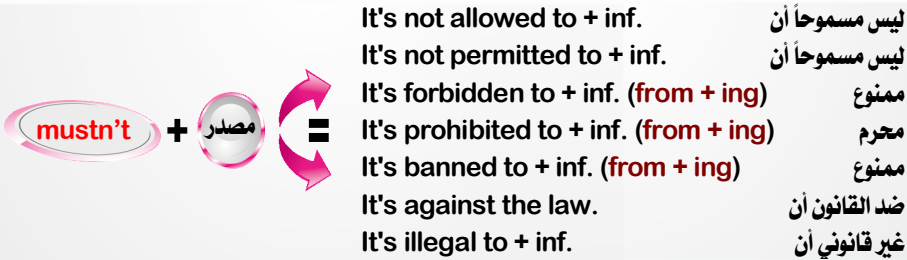 It's not allowed to + inf. ليس مسموحاً أن
It's not permitted to + inf. ليس مسموحاً أن
It's forbidden to + inf. (from + ing) ممنوع
mustn't + مصدر = It's prohibited to + inf. (from + ing) محرم
It's banned to + inf. (from + ing) ممنوع
It's against the law. ضد القانون أن
It's illegal to + inf. غير قانوني أن